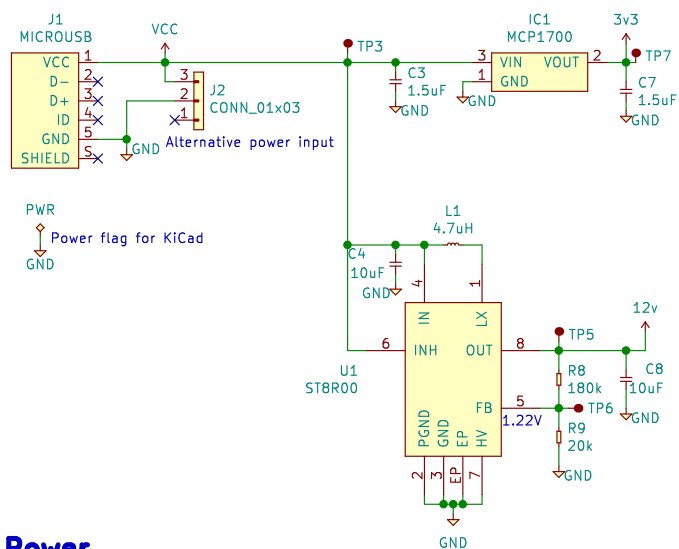 J1
MICROUSB
VCC 1
D- 2
D+ 3
ID 4
GND 5
SHIELD S
GND
VCC
3
2
1
J2
CONN_01x03
Alternative power input
TP3
C3
1.5uF
GND
IC1
MCP1700
3 VIN VOUT 2
1 GND
GND
3v3
TP7
C7
1.5uF
GND
PWR
Power flag for KiCad
GND
L1
4.7uH
C4
10uF
GND
4 1
IN LX
6 INH OUT 8
U1
ST8R00
FB 5
1.22V
PGND GND EP HV
2 3 EP 7
GND
12v
TP5
R8
180k
TP6
R9
20k
GND
C8
10uF
GND
Power